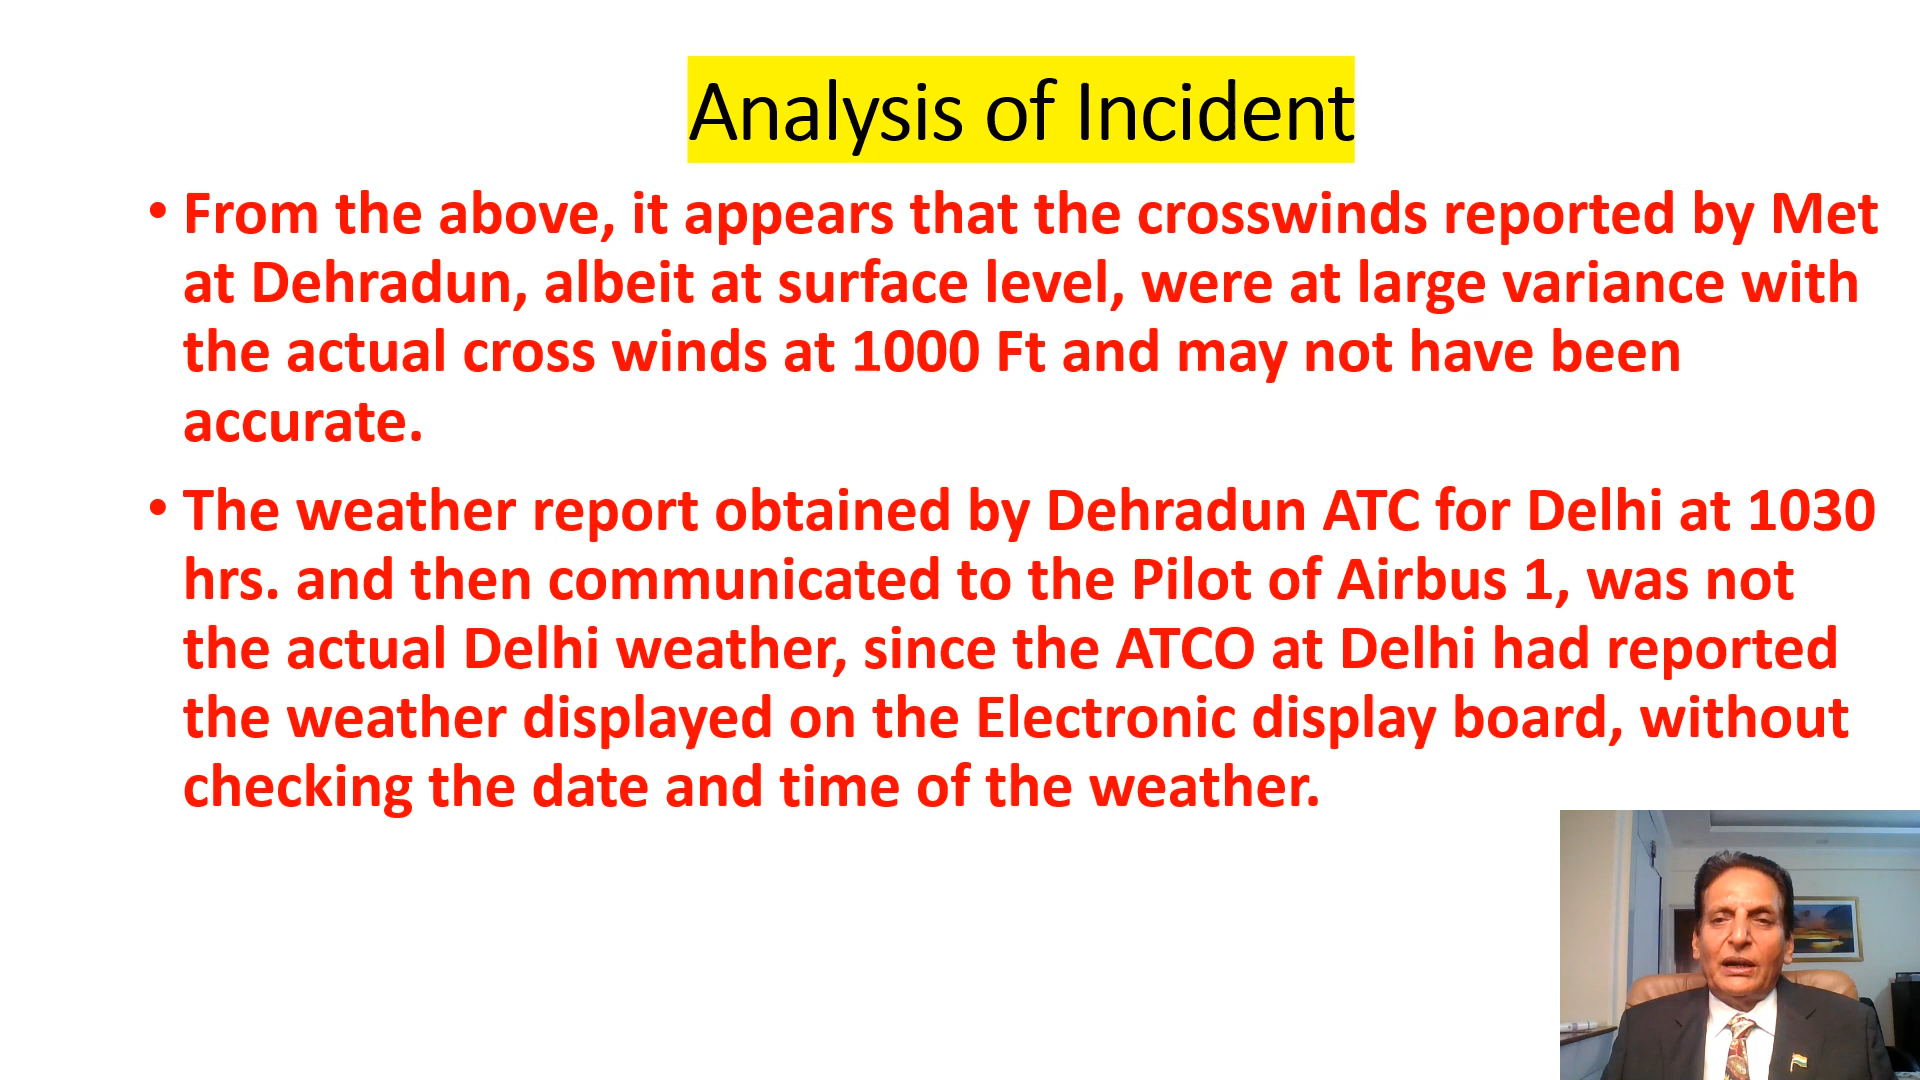 Analysis of Incident
• From the above, it appears that the crosswinds reported by Met
at Dehradun, albeit at surface level, were at large variance with
the actual cross winds at 1000 Ft and may not have been
accurate.
• The weather report obtained by Dehradun ATC for Delhi at 1030
hrs. and then communicated to the Pilot of Airbus 1, was not
the actual Delhi weather, since the ATCO at Delhi had reported
the weather displayed on the Electronic display board, without
checking the date and time of the weather.